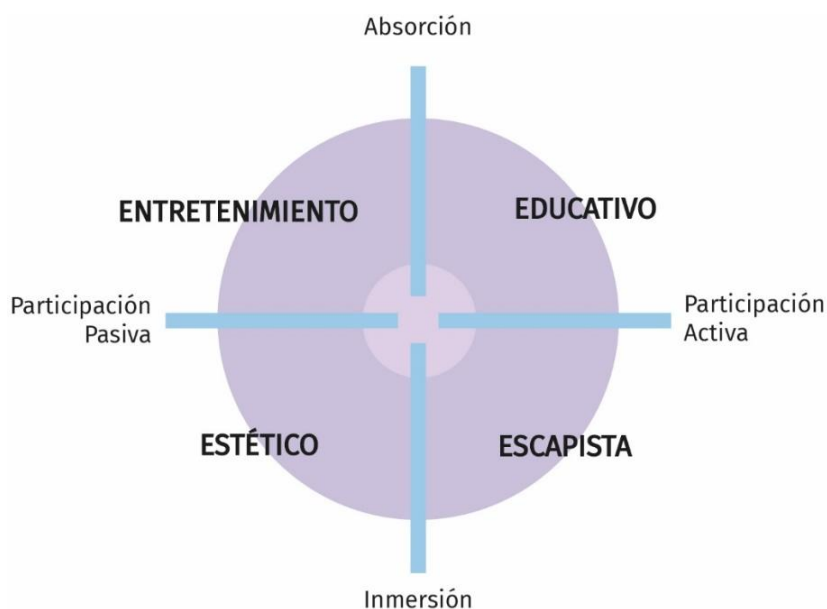 Absorción
ENTRETENIMIENTO
EDUCATIVO
Participación
Pasiva
Participación
Activa
ESTÉTICO
ESCAPISTA
Inmersión